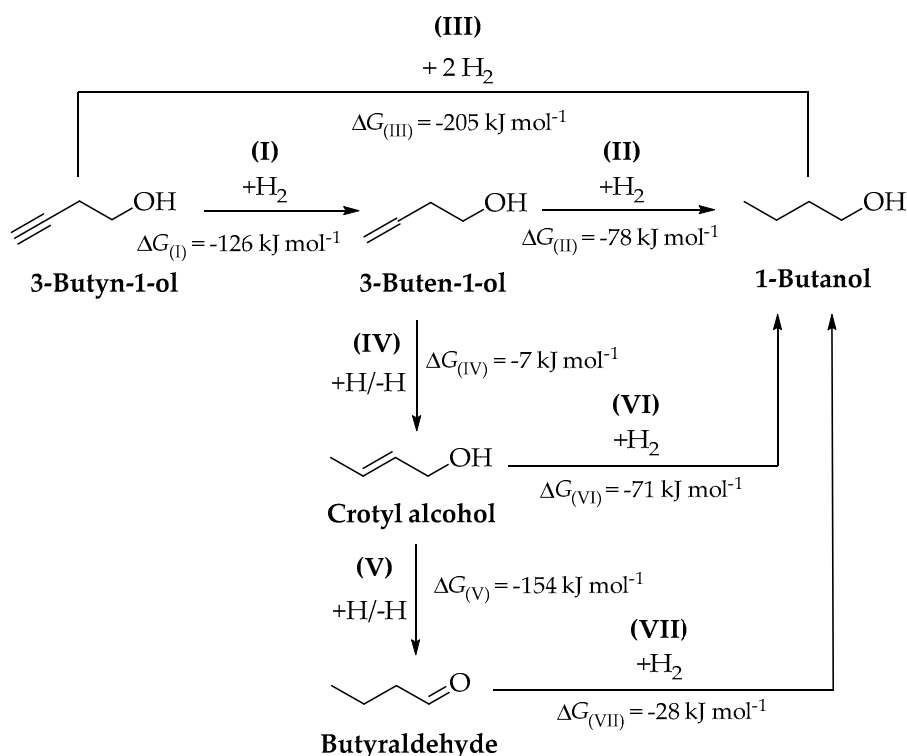 (III)
+ 2 H₂
ΔG(III) = -205 kJ mol⁻¹
(I)
+H₂
(II)
+H₂
OH
OH
OH
ΔG(I) = -126 kJ mol⁻¹
ΔG(II) = -78 kJ mol⁻¹
3-Butyn-1-ol
3-Buten-1-ol
1-Butanol
(IV)
+H/-H
ΔG(IV) = -7 kJ mol⁻¹
(VI)
+H₂
OH
ΔG(VI) = -71 kJ mol⁻¹
Crotyl alcohol
(V)
+H/-H
ΔG(V) = -154 kJ mol⁻¹
(VII)
+H₂
O
ΔG(VII) = -28 kJ mol⁻¹
Butyraldehyde